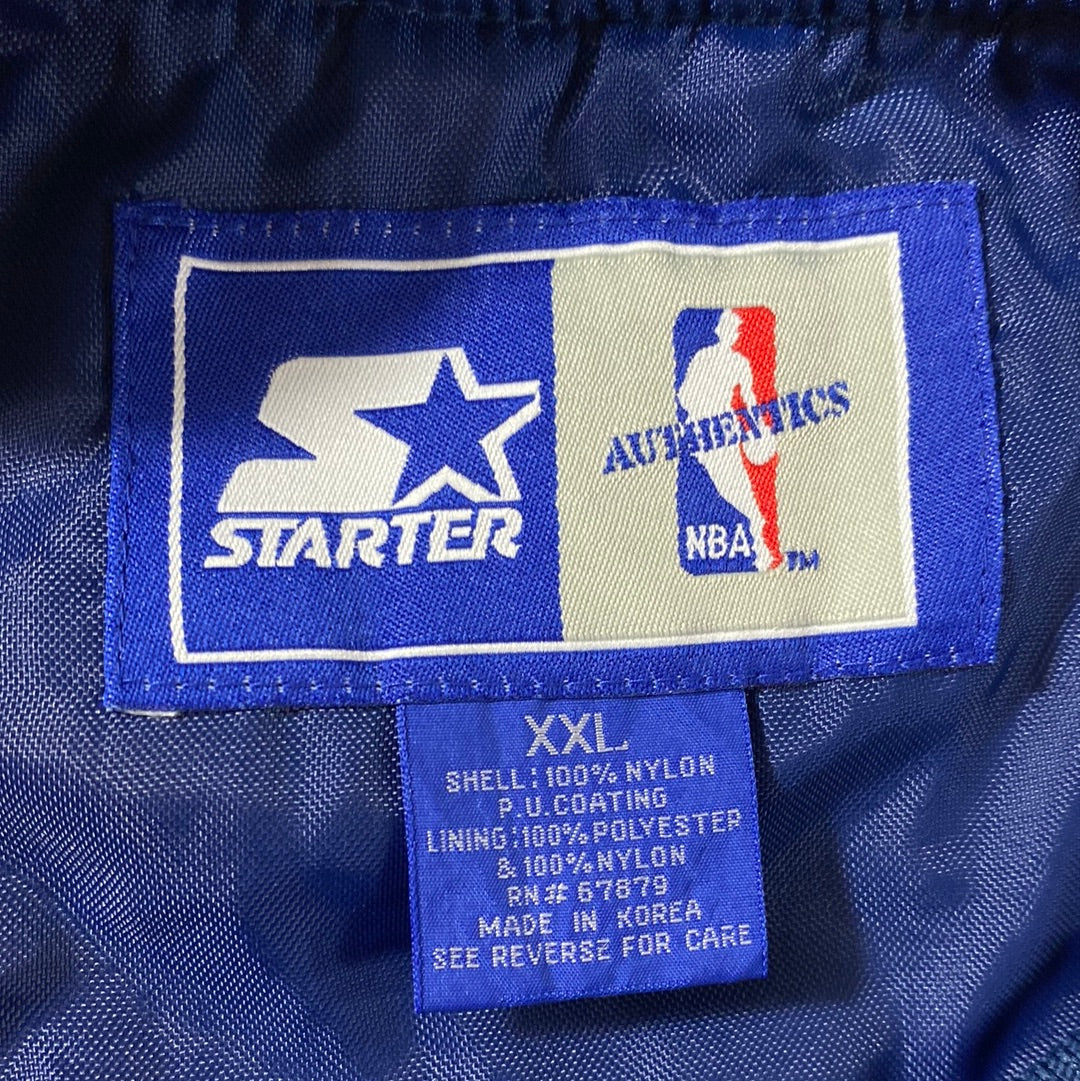 STARTER
AUTHENTICS
NBA
TM
XXL
SHELL:100% NYLON
P.U.COATING
LINING:100%POLYESTER
& 100%NYLON
RN# 67879
MADE IN KOREA
SEE REVERSE FOR CARE